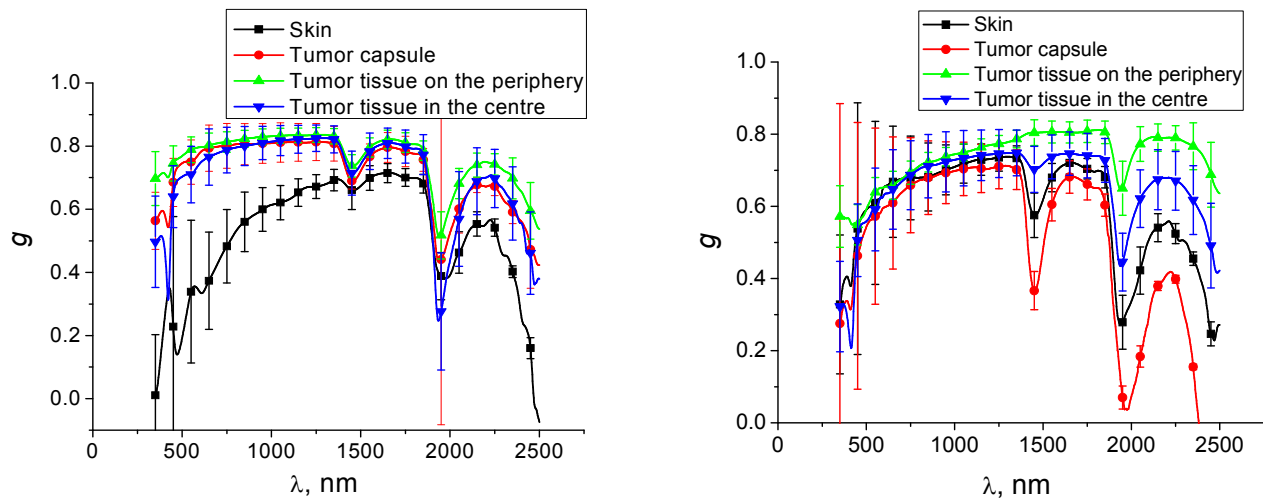 Skin
Tumor capsule
Tumor tissue on the periphery
Tumor tissue in the centre
1.0
0.8
0.6
0.4
0.2
0.0
g
0 500 1000 1500 2000 2500
λ, nm
Skin
Tumor capsule
Tumor tissue on the periphery
Tumor tissue in the centre
1.0
0.8
0.6
0.4
0.2
0.0
g
0 500 1000 1500 2000 2500
λ, nm